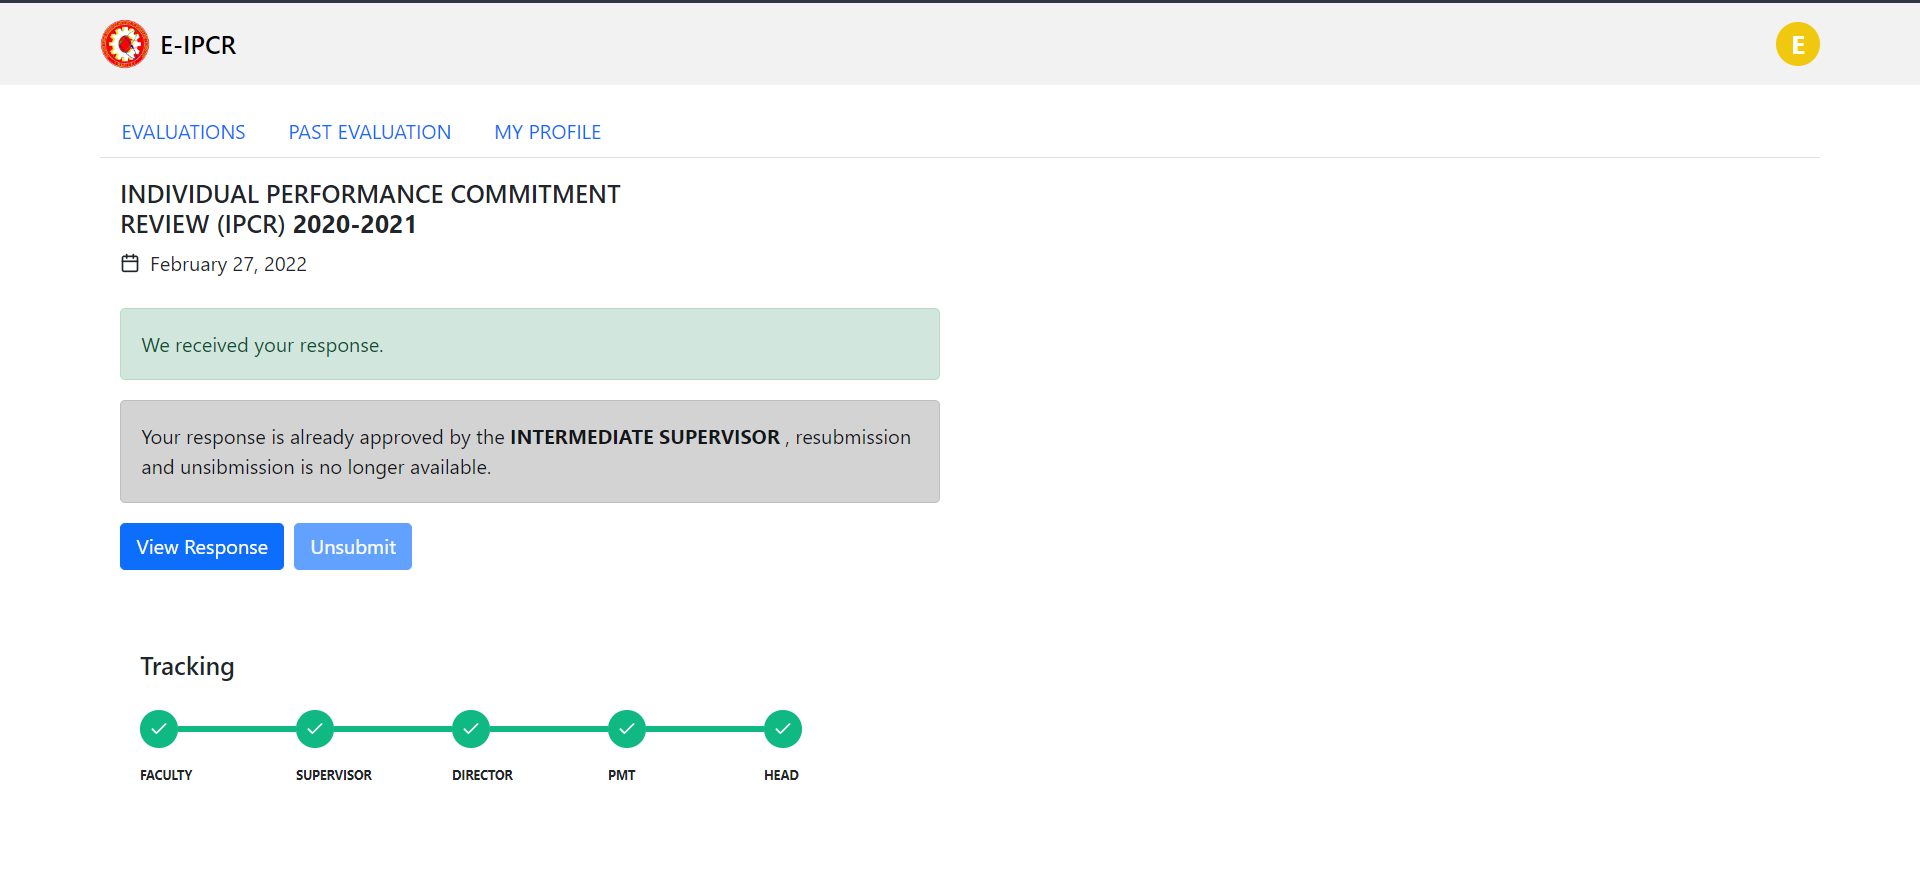 E-IPCR
E
EVALUATIONS PAST EVALUATION MY PROFILE
INDIVIDUAL PERFORMANCE COMMITMENT
REVIEW (IPCR) 2020-2021
February 27, 2022
We received your response.
Your response is already approved by the INTERMEDIATE SUPERVISOR , resubmission
and unsibmission is no longer available.
View Response Unsubmit
Tracking
FACULTY SUPERVISOR DIRECTOR PMT HEAD